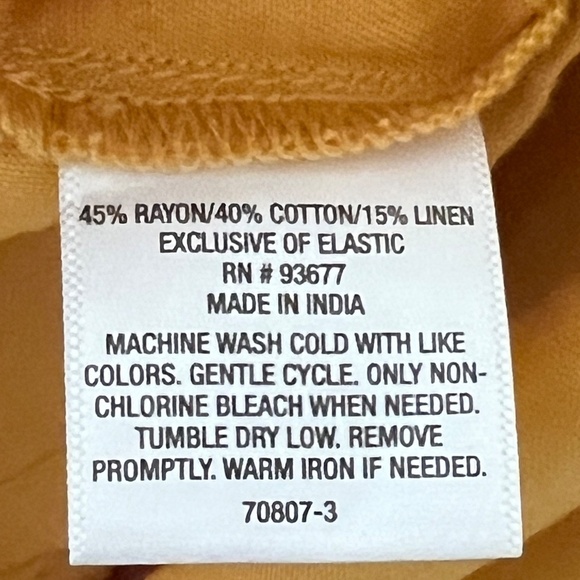 45% RAYON/40% COTTON/15% LINEN
EXCLUSIVE OF ELASTIC
RN # 93677
MADE IN INDIA
MACHINE WASH COLD WITH LIKE
COLORS. GENTLE CYCLE. ONLY NON-
CHLORINE BLEACH WHEN NEEDED.
TUMBLE DRY LOW. REMOVE
PROMPTLY. WARM IRON IF NEEDED.
70807-3